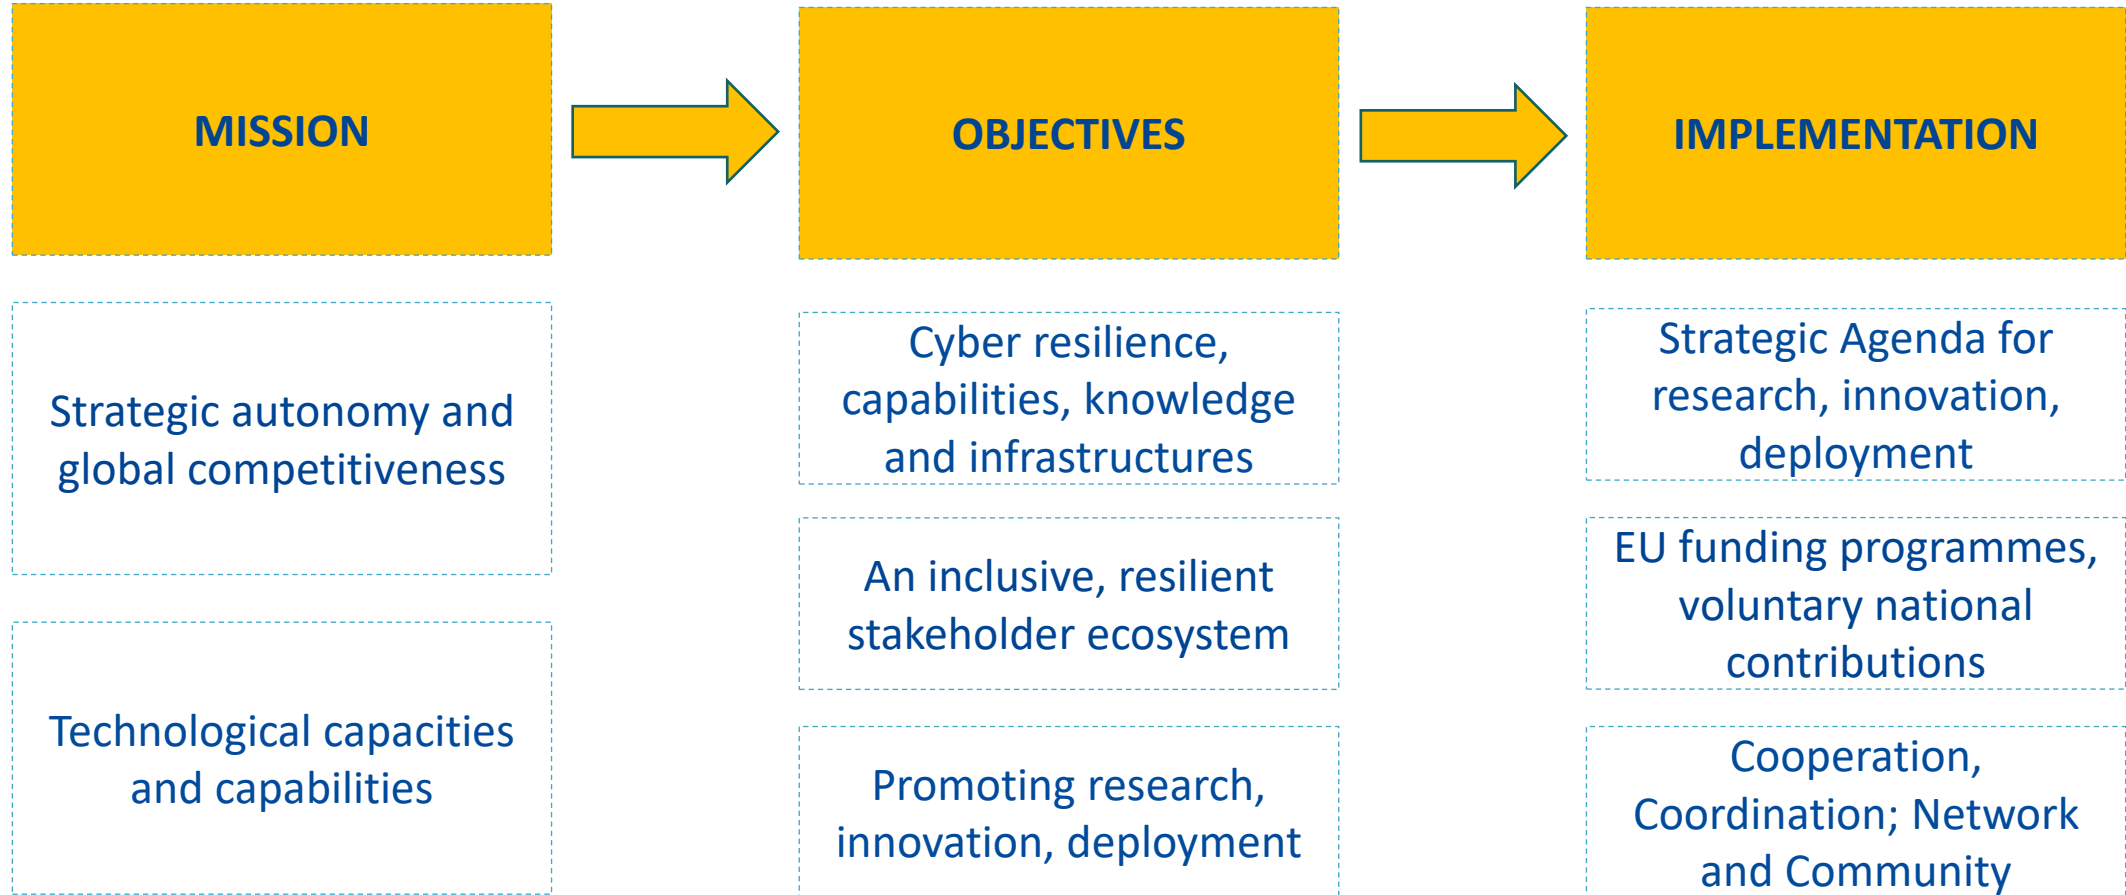 MISSION
OBJECTIVES
IMPLEMENTATION
Strategic autonomy and
global competitiveness
Technological capacities
and capabilities
Cyber resilience,
capabilities, knowledge
and infrastructures
An inclusive, resilient
stakeholder ecosystem
Promoting research,
innovation, deployment
Strategic Agenda for
research, innovation,
deployment
EU funding programmes,
voluntary national
contributions
Cooperation,
Coordination; Network
and Community